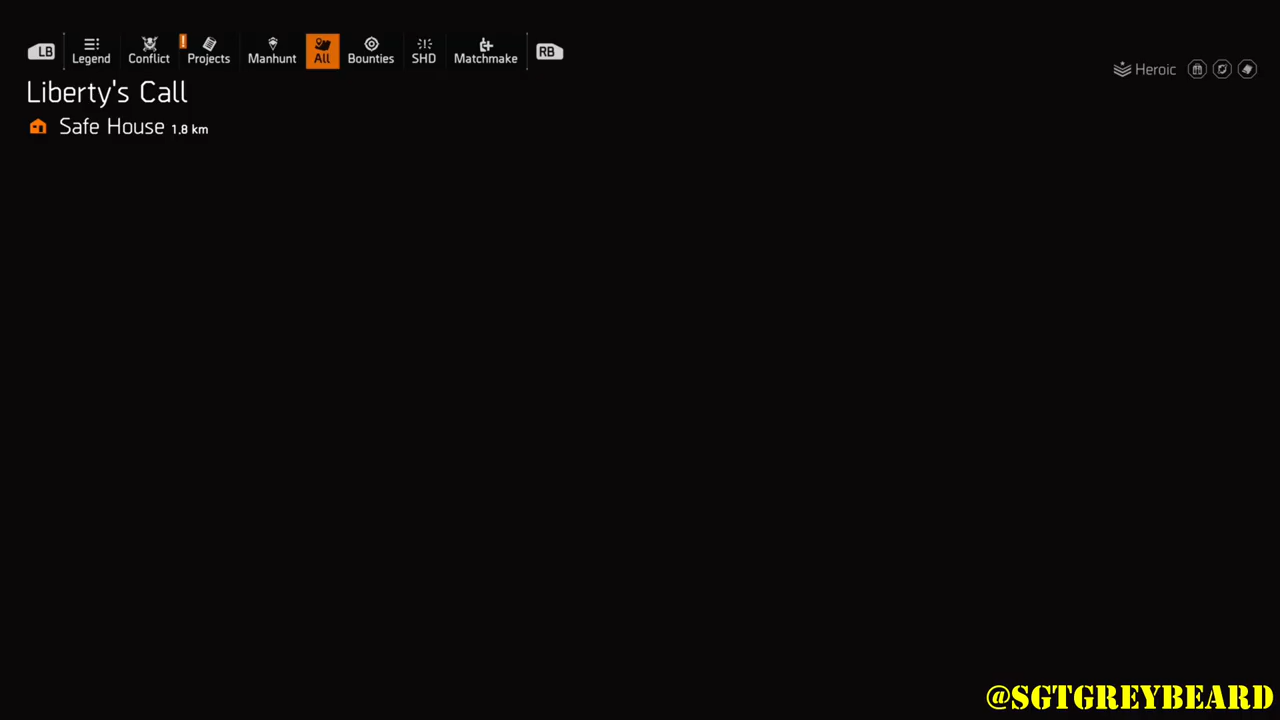 LB Legend Conflict ! Projects Manhunt All Bounties SHD Matchmake RB
Liberty's Call
Heroic
Safe House 1.8 km
@SGTGREYBEARD